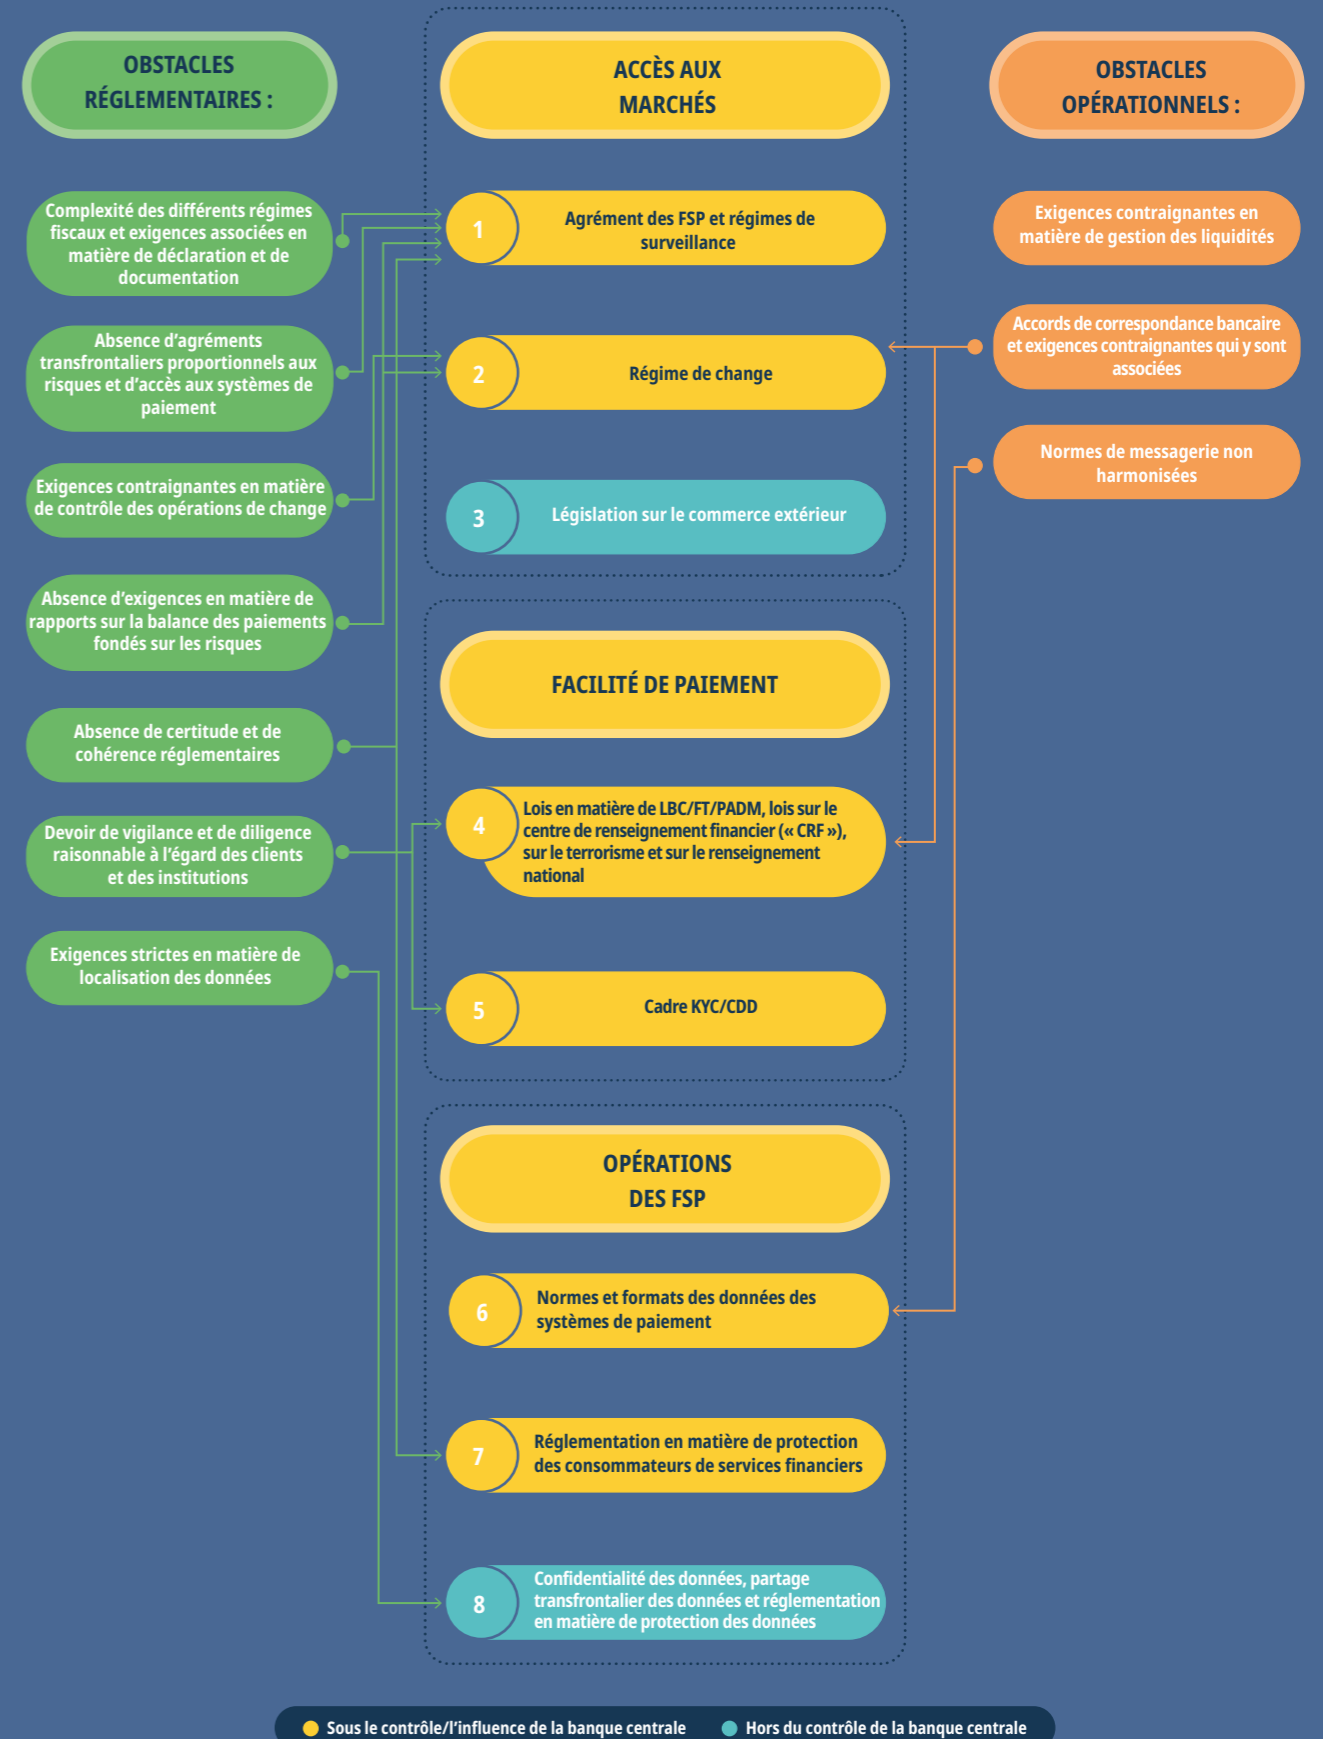 OBSTACLES
RÉGLEMENTAIRES :
Complexité des différents régimes
fiscaux et exigences associées en
matière de déclaration et de
documentation
Absence d'agréments
transfrontaliers proportionnels aux
risques et d'accès aux systèmes de
paiement
Exigences contraignantes en matière
de contrôle des opérations de change
Absence d'exigences en matière de
rapports sur la balance des paiements
fondés sur les risques
Absence de certitude et de
cohérence réglementaires
Devoir de vigilance et de diligence
raisonnable à l'égard des clients
et des institutions
Exigences strictes en matière de
localisation des données
ACCÈS AUX
MARCHÉS
1
Agrément des FSP et régimes de
surveillance
2
Régime de change
3
Législation sur le commerce extérieur
FACILITÉ DE PAIEMENT
4
Lois en matière de LBC/FT/PADM, lois sur le
centre de renseignement financier (« CRF »),
sur le terrorisme et sur le renseignement
national
5
Cadre KYC/CDD
OPÉRATIONS
DES FSP
6
Normes et formats des données des
systèmes de paiement
7
Réglementation en matière de protection
des consommateurs de services financiers
8
Confidentialité des données, partage
transfrontalier des données et réglementation
en matière de protection des données
OBSTACLES
OPÉRATIONNELS :
Exigences contraignantes en
matière de gestion des liquidités
Accords de correspondance bancaire
et exigences contraignantes qui y sont
associées
Normes de messagerie non
harmonisées
Sous le contrôle/l'influence de la banque centrale
Hors du contrôle de la banque centrale